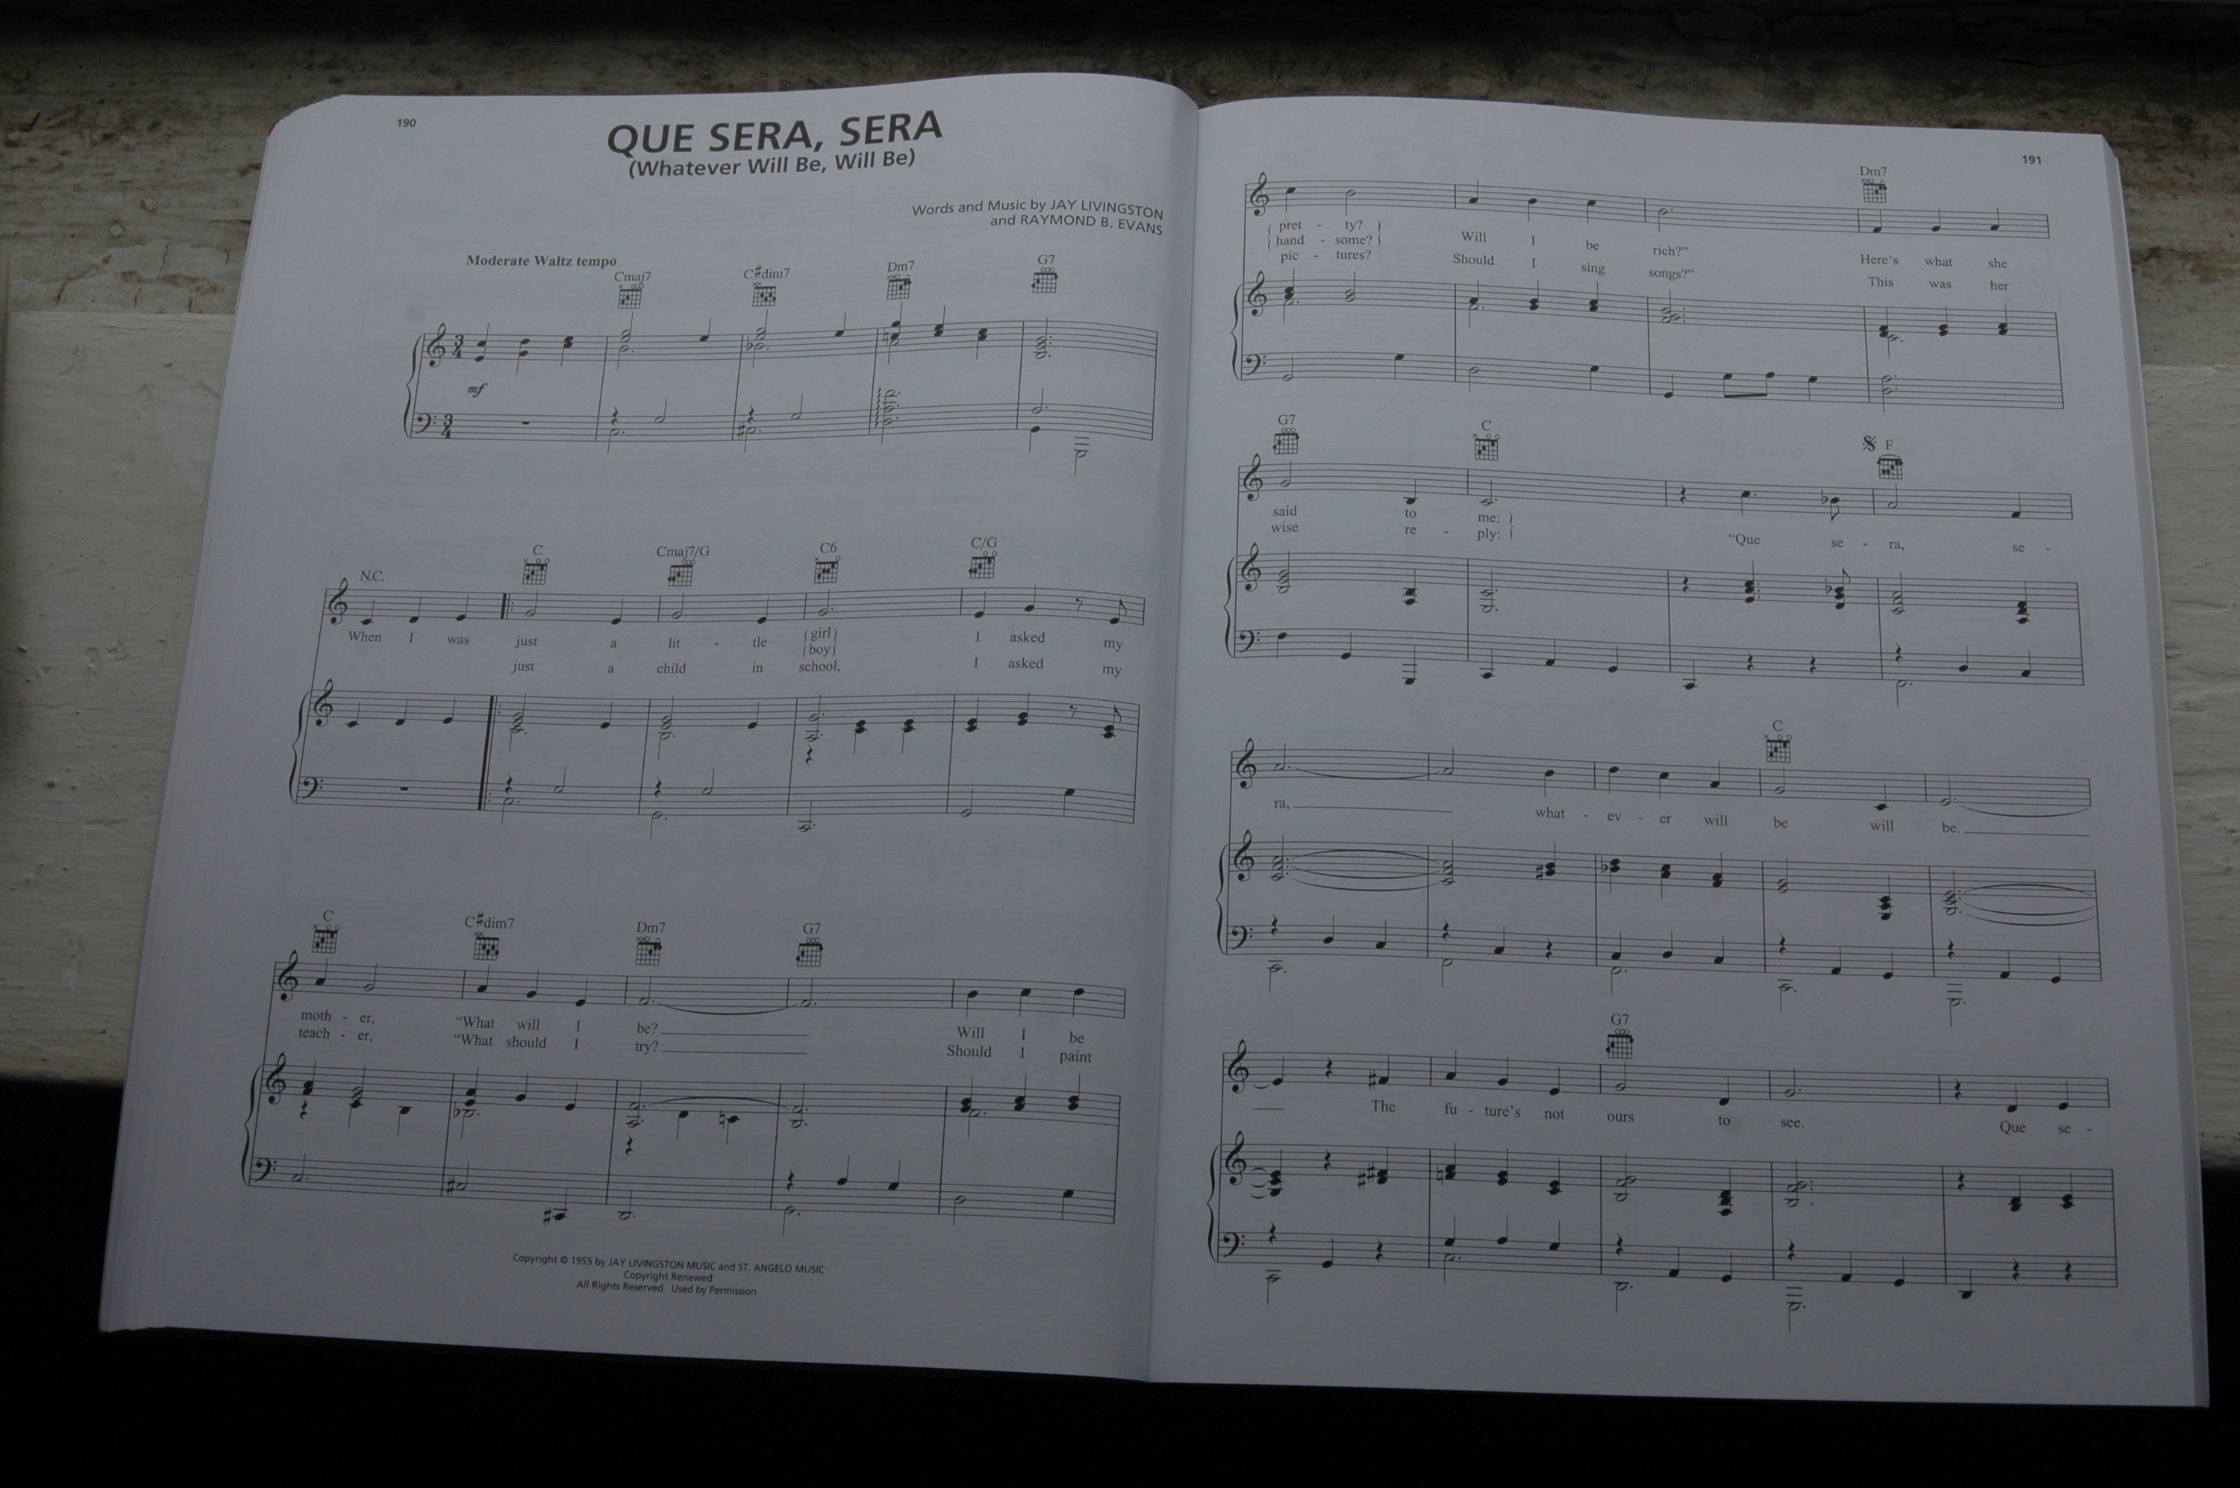 190
QUE SERA, SERA
(Whatever Will Be, Will Be)
Words and Music by JAY LIVINGSTON
and RAYMOND B. EVANS
Moderate Waltz tempo
Cmaj7 C#dim7 Dm7 G7
mf
N.C. C Cmaj7/G C6 C/G
When I was just a lit - tle {girl} I asked my
{boy}
just a child in school, I asked my
C C#dim7 Dm7 G7
moth - er, “What will I be? Will I be
teach - er, “What should I try? Should I paint
Copyright © 1955 by JAY LIVINGSTON MUSIC and ST. ANGELO MUSIC
Copyright Renewed
All Rights Reserved Used by Permission
191
Dm7
{pret - ty?} Will I be rich?” Here's what she
{hand - some?}
pic - tures? Should I sing songs?” This was her
G7 C F
said to me: “Que se - ra, se -
wise re - ply:
C
ra, what - ev - er will be will be.
G7
The fu - ture's not ours to see. Que se -